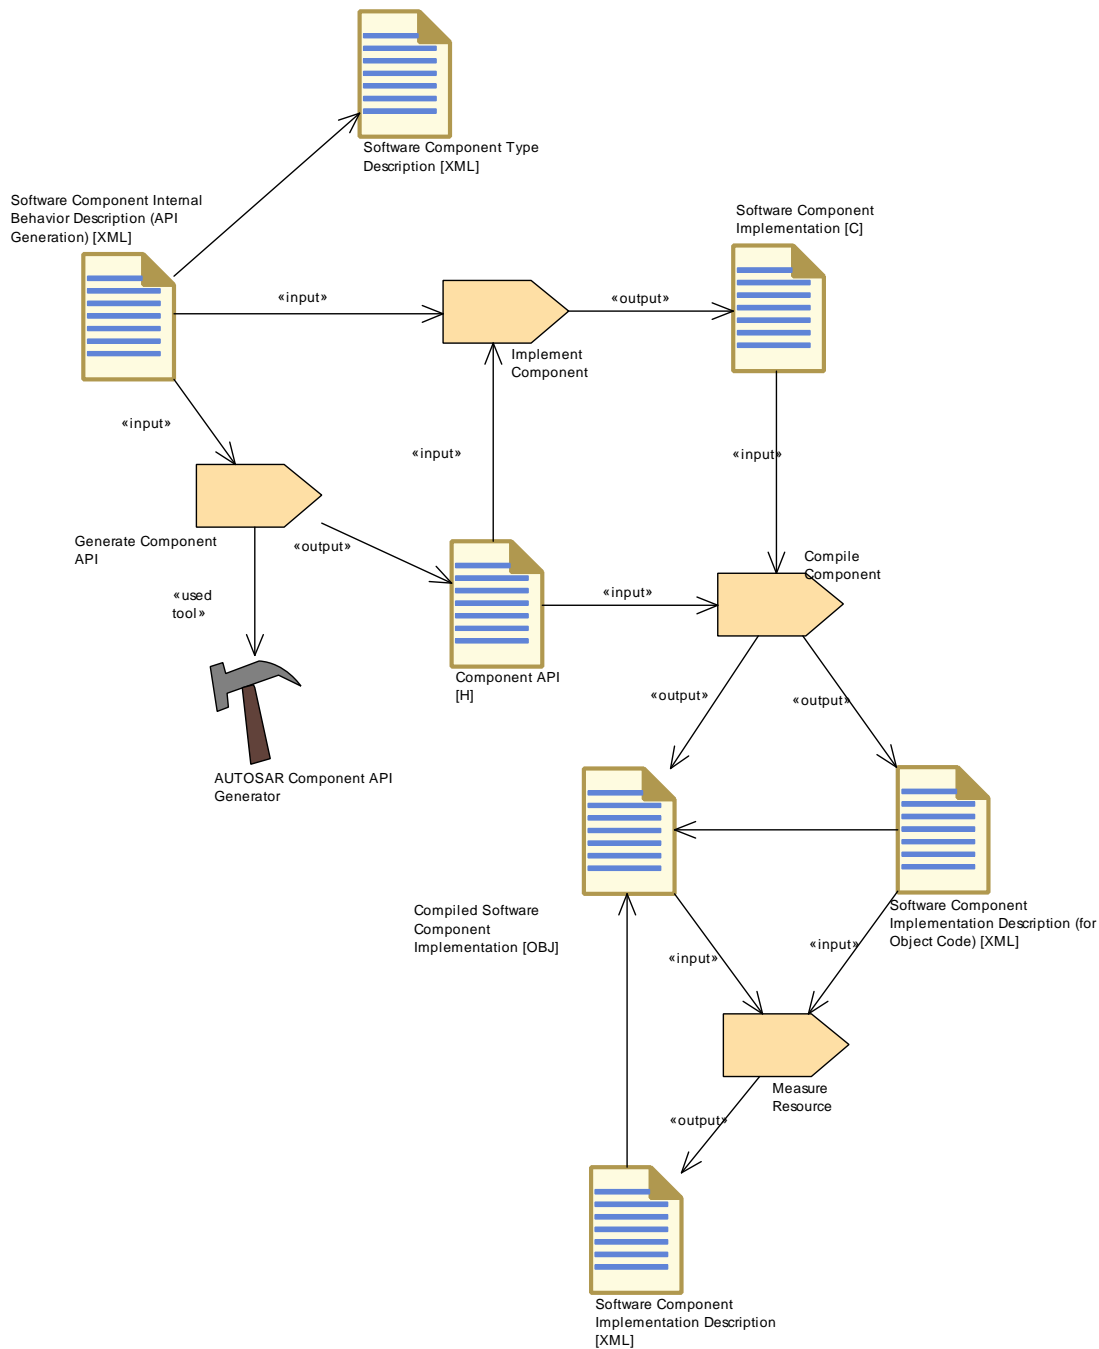 Software Component Type
Description [XML]
Software Component Internal
Behavior Description (API
Generation) [XML]
Software Component
Implementation [C]
«input»
«output»
Implement
Component
«input»
«input»
«input»
Generate Component
API
«output»
Compile
Component
«used
tool»
«input»
Component API
[H]
«output»
«output»
AUTOSAR Component API
Generator
Compiled Software
Component
Implementation [OBJ]
Software Component
Implementation Description (for
Object Code) [XML]
«input»
«input»
Measure
Resource
«output»
Software Component
Implementation Description
[XML]